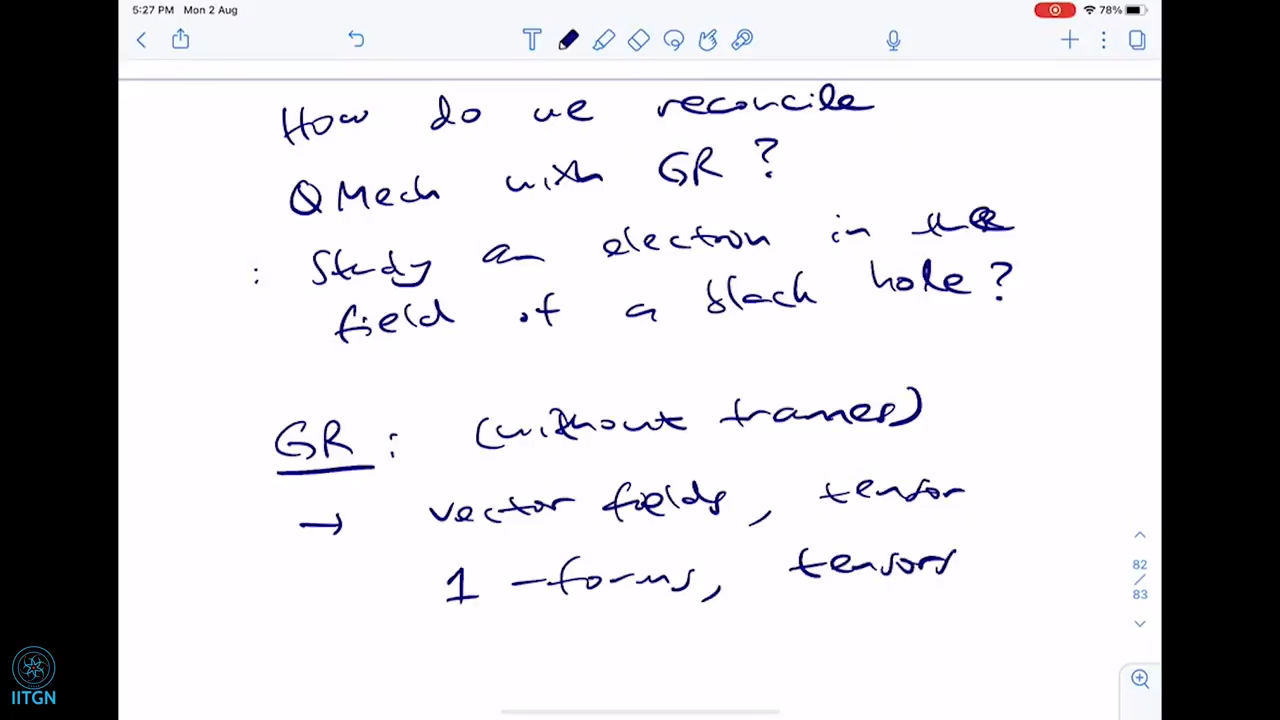 5:27 PM Mon 2 Aug
78%
How do we reconcile
QMech with GR ?
: Study an electron in the
field of a black hole ?
GR : (without frames)
→ vector fields, tensor
1 -forms, tensors
82
/
83
IITGN